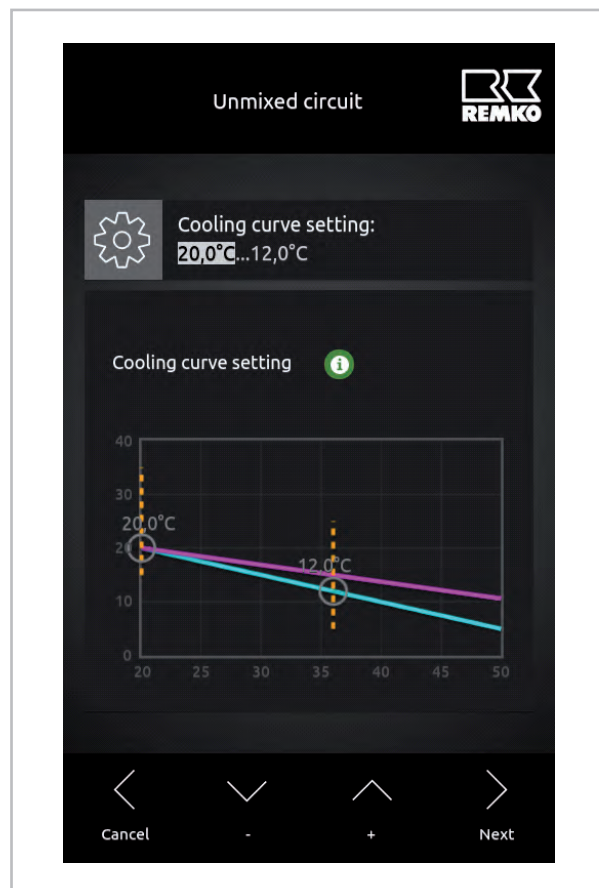 Unmixed circuit
REMKO
Cooling curve setting:
20,0°C...12,0°C
Cooling curve setting
i
40
30
20,0°C
20
12,0°C
10
0
20 25 30 35 40 45 50
Cancel - + Next